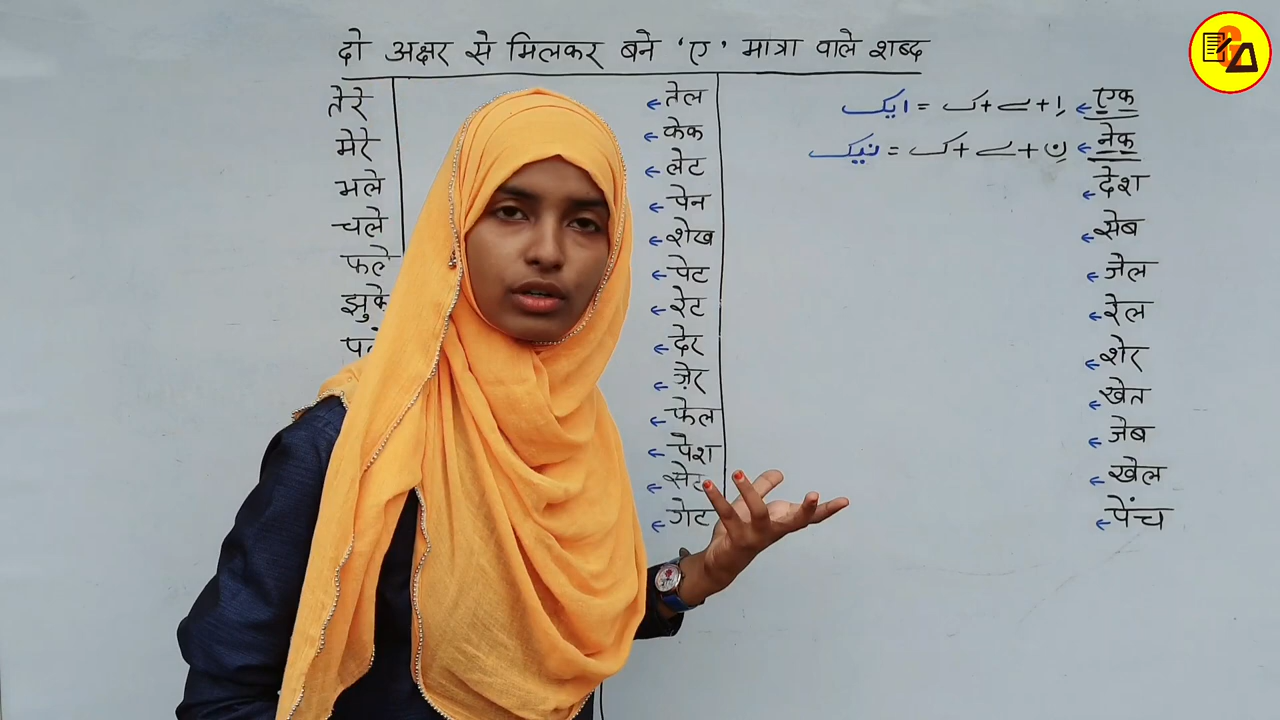 दो अक्षर से मिलकर बने 'ए' मात्रा वाले शब्द
तेरे
मेरे
भले
चले
फले
झुके
←तेल
←केक
←लेट
←पेन
←शेख
←पेट
←रेट
←देर
←ज़ेर
←फेल
←पेश
←सेट
←गेट
ایک = اِ+ے+ک ←एक
نیک = نِ+ے+ک ←नेक
←देश
←सेब
←जेल
←रेल
←शेर
←खेत
←जेब
←खेल
←पेंच